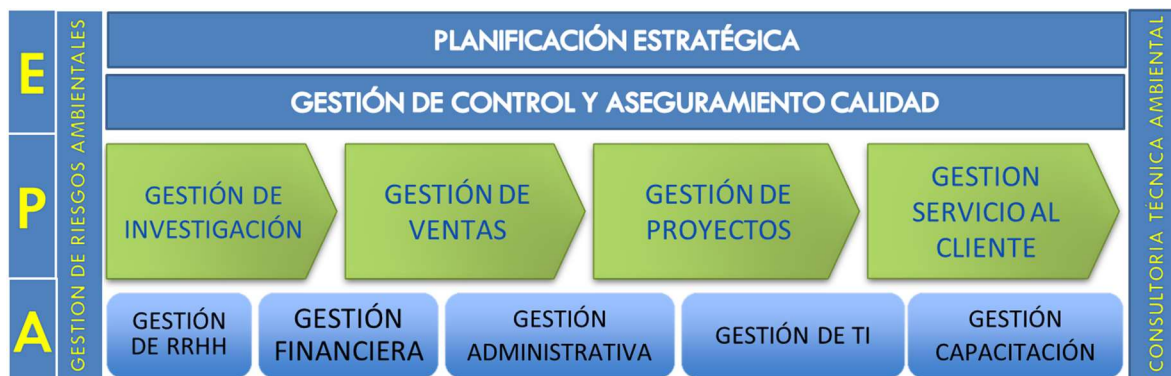 E
P
A
GESTION DE RIESGOS AMBIENTALES
PLANIFICACIÓN ESTRATÉGICA
GESTIÓN DE CONTROL Y ASEGURAMIENTO CALIDAD
GESTIÓN DE
INVESTIGACIÓN
GESTIÓN DE
VENTAS
GESTIÓN DE
PROYECTOS
GESTION
SERVICIO AL
CLIENTE
GESTIÓN
DE RRHH
GESTIÓN
FINANCIERA
GESTIÓN
ADMINISTRATIVA
GESTIÓN DE TI
GESTIÓN
CAPACITACIÓN
CONSULTORIA TÉCNICA AMBIENTAL